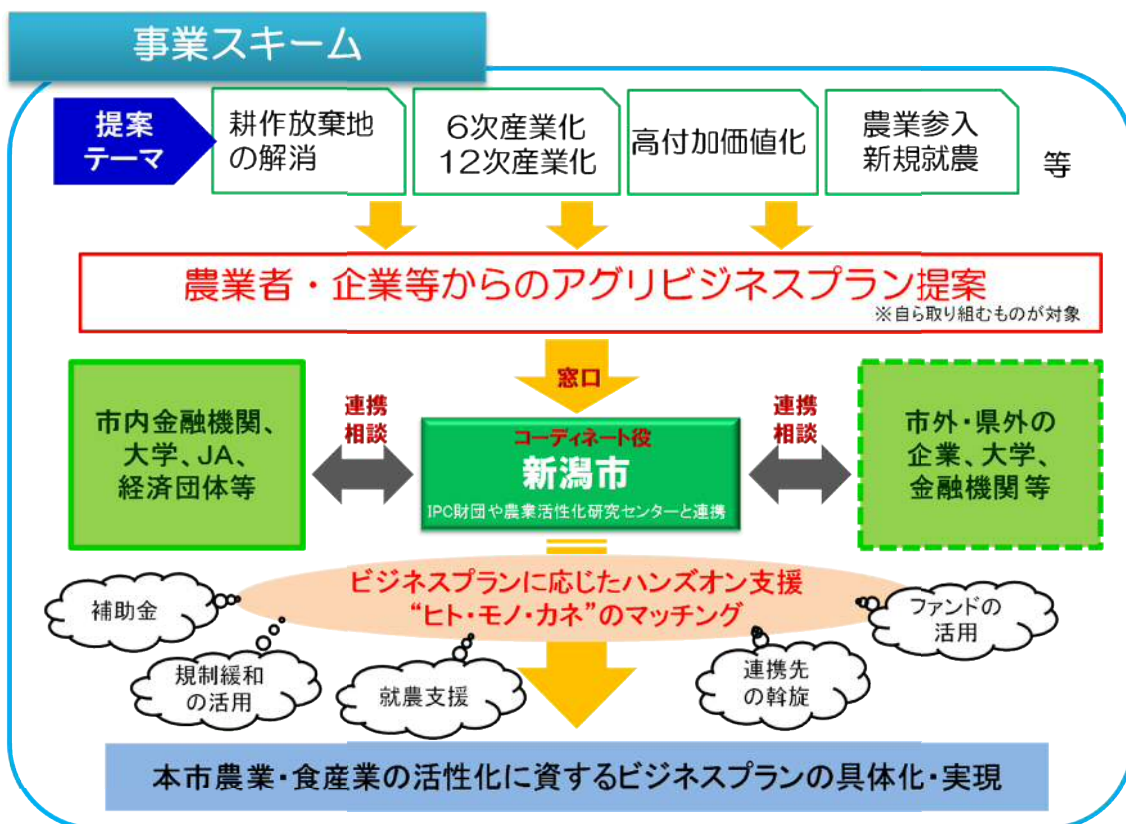 事業スキーム
提案
テーマ
耕作放棄地
の解消
6次産業化
12次産業化
高付加価値化
農業参入
新規就農
等
農業者・企業等からのアグリビジネスプラン提案
※自ら取り組むものが対象
窓口
市内金融機関、
大学、JA、
経済団体等
連携
相談
コーディネート役
新潟市
IPC財団や農業活性化研究センターと連携
連携
相談
市外・県外の
企業、大学、
金融機関等
ビジネスプランに応じたハンズオン支援
“ヒト・モノ・カネ”のマッチング
補助金
規制緩和
の活用
就農支援
連携先
の斡旋
ファンドの
活用
本市農業・食産業の活性化に資するビジネスプランの具体化・実現